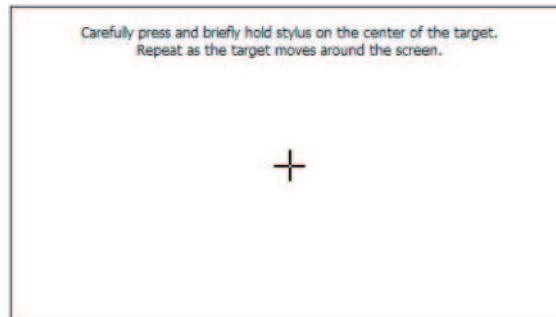 Carefully press and briefly hold stylus on the center of the target.
Repeat as the target moves around the screen.